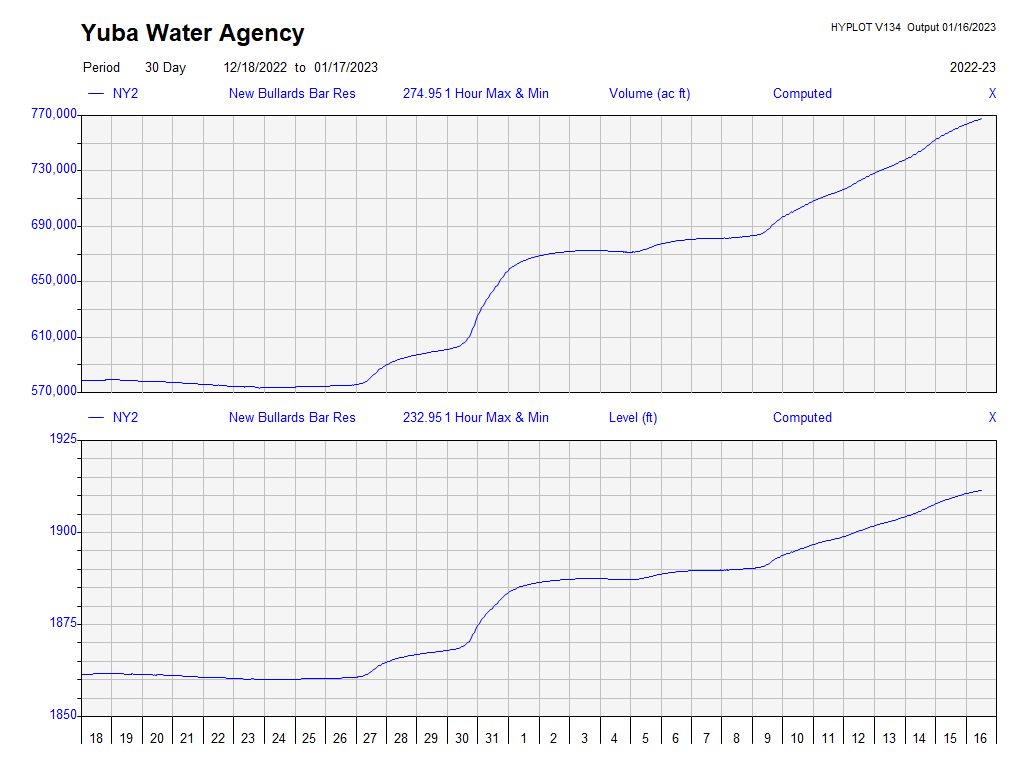 Yuba Water Agency
HYPLOT V134 Output 01/16/2023
Period 30 Day 12/18/2022 to 01/17/2023 2022-23
NY2 New Bullards Bar Res 274.95 1 Hour Max & Min Volume (ac ft) Computed X
770,000
730,000
690,000
650,000
610,000
570,000
NY2 New Bullards Bar Res 232.95 1 Hour Max & Min Level (ft) Computed X
1925
1900
1875
1850
18 19 20 21 22 23 24 25 26 27 28 29 30 31 1 2 3 4 5 6 7 8 9 10 11 12 13 14 15 16